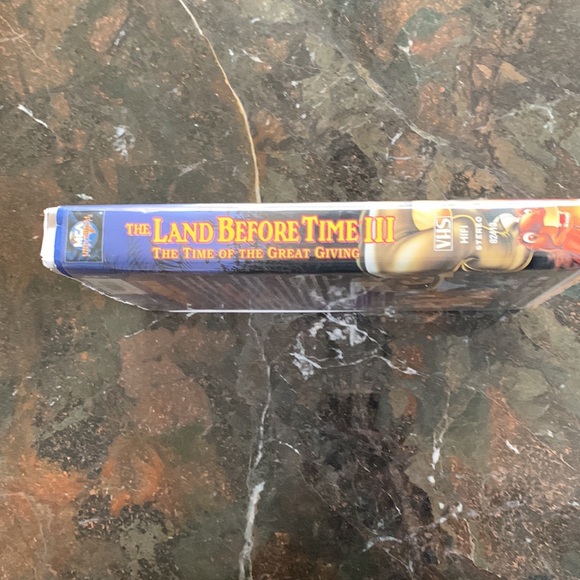 THE LAND BEFORE TIME III
THE TIME OF THE GREAT GIVING
VHS
HIFI
STEREO